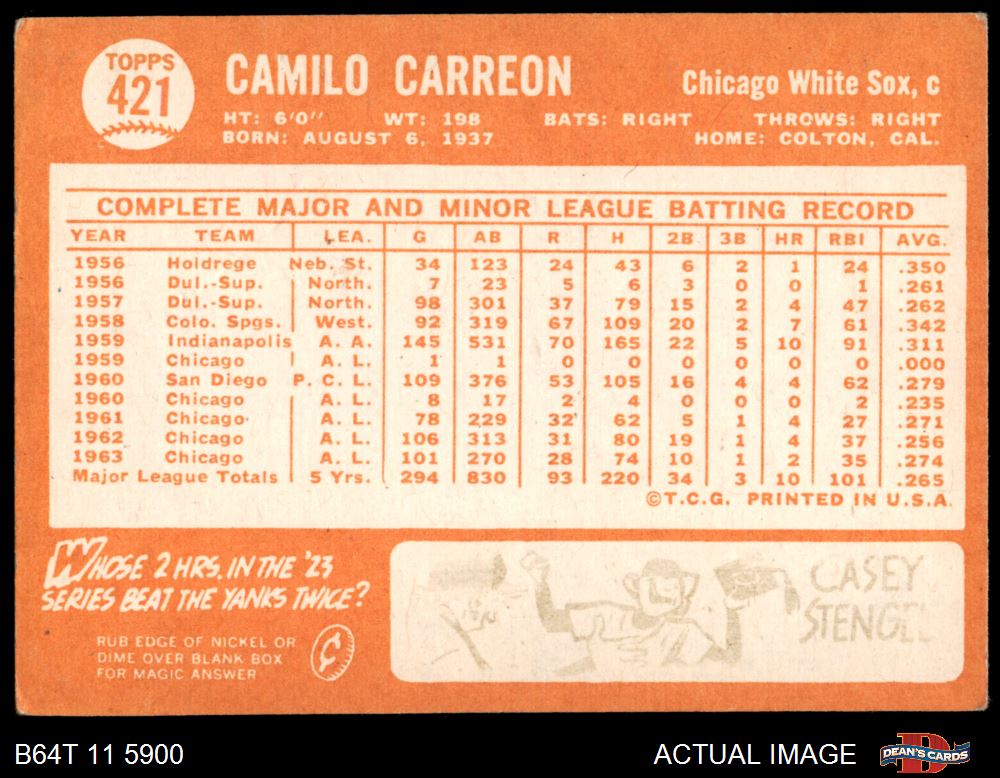 TOPPS
421
CAMILO CARREON
Chicago White Sox, c
HT: 6'0" WT: 198 BATS: RIGHT THROWS: RIGHT
BORN: AUGUST 6, 1937 HOME: COLTON, CAL.
COMPLETE MAJOR AND MINOR LEAGUE BATTING RECORD
YEAR TEAM LEA. G AB R H 2B 3B HR RBI AVG.
1956 Holdrege Neb. St. 34 123 24 43 6 2 1 24 .350
1956 Dul.-Sup. North. 7 23 5 6 3 0 0 1 .261
1957 Dul.-Sup. North. 98 301 37 79 15 2 4 47 .262
1958 Colo. Spgs. West. 92 319 67 109 20 2 7 61 .342
1959 Indianapolis A. A. 145 531 70 165 22 5 10 91 .311
1959 Chicago A. L. 1 1 0 0 0 0 0 0 .000
1960 San Diego P. C. L. 109 376 53 105 16 4 4 62 .279
1960 Chicago A. L. 8 17 2 4 0 0 0 2 .235
1961 Chicago A. L. 78 229 32 62 5 1 4 27 .271
1962 Chicago A. L. 106 313 31 80 19 1 4 37 .256
1963 Chicago A. L. 101 270 28 74 10 1 2 35 .274
Major League Totals 5 Yrs. 294 830 93 220 34 3 10 101 .265
©T.C.G. PRINTED IN U.S.A.
WHOSE 2 HRS. IN THE '23
SERIES BEAT THE YANKS TWICE?
RUB EDGE OF NICKEL OR
DIME OVER BLANK BOX
FOR MAGIC ANSWER
¢
CASEY
STENGEL
B64T 11 5900
ACTUAL IMAGE
DEAN'S CARDS